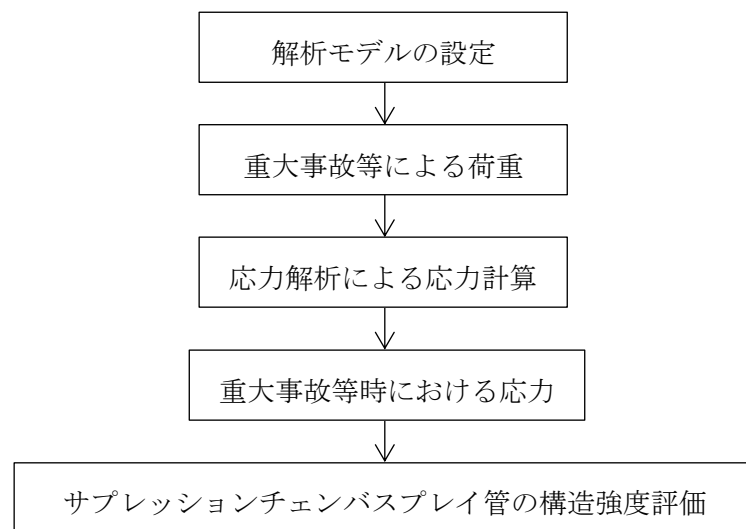 解析モデルの設定
重大事故等による荷重
応力解析による応力計算
重大事故等時における応力
サプレッションチェンバスプレイ管の構造強度評価